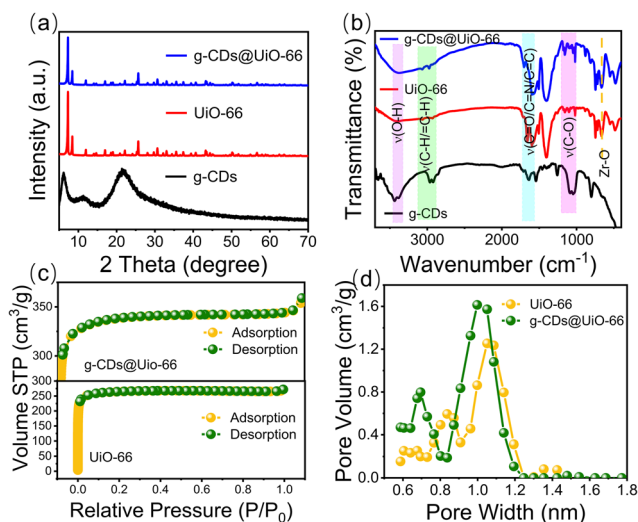 (a)
Intensity (a.u.)
g-CDs@UiO-66
UiO-66
g-CDs
10 20 30 40 50 60 70
2 Theta (degree)
(b)
Transmittance (%)
g-CDs@UiO-66
UiO-66
g-CDs
ν(O-H)
ν(C-H/=C-H)
ν(C=O/C=N/C=C)
ν(C-O)
Zr-O
3000 2000 1000
Wavenumber (cm⁻¹)
(c)
Volume STP (cm³/g)
350
300
300
Adsorption
Desorption
g-CDs@Uio-66
250
200
150
100
50
0
Adsorption
Desorption
UiO-66
0.0 0.2 0.4 0.6 0.8 1.0
Relative Pressure (P/P₀)
(d)
Pore Volume (cm³/g)
1.6
1.2
0.8
0.4
0.0
UiO-66
g-CDs@UiO-66
0.6 0.8 1.0 1.2 1.4 1.6 1.8
Pore Width (nm)